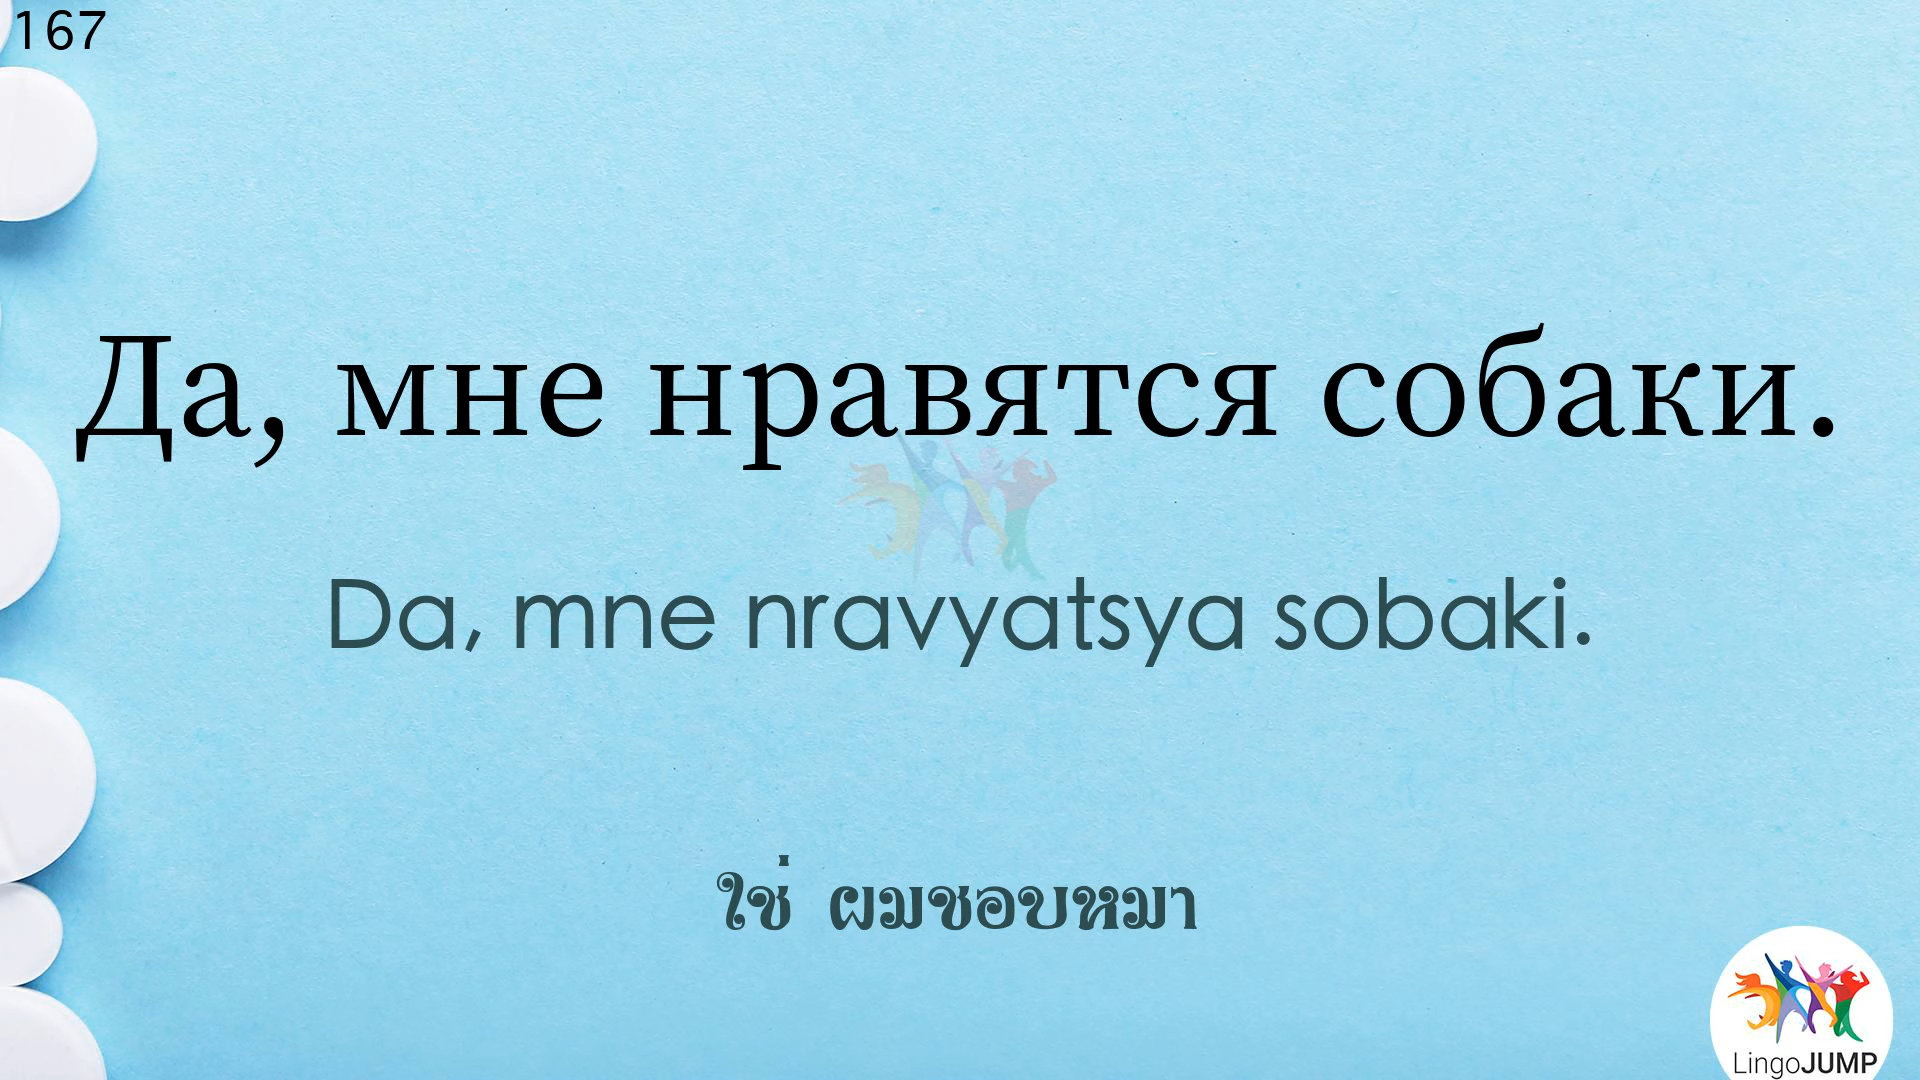 167
Да, мне нравятся собаки.
Da, mne nravyatsya sobaki.
ใช่ ผมชอบหมา
LingoJUMP